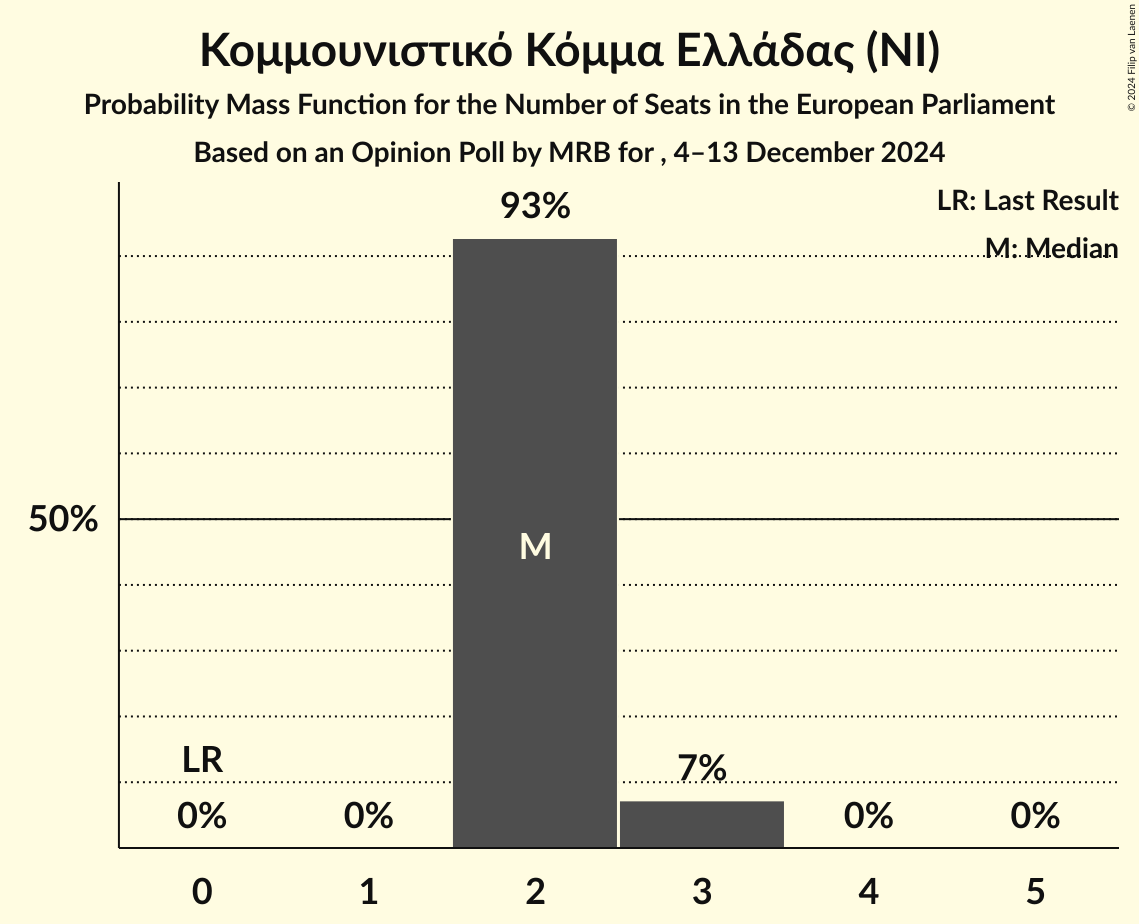 © 2024 Filip van Laenen
Κομμουνιστικό Κόμμα Ελλάδας (NI)
Probability Mass Function for the Number of Seats in the European Parliament
Based on an Opinion Poll by MRB for , 4–13 December 2024
LR: Last Result
M: Median
93%
50%
M
LR
7%
0% 0% 0% 0%
0 1 2 3 4 5